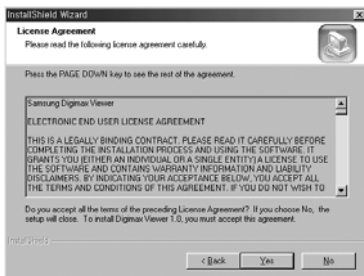 InstallShield Wizard
License Agreement
Please read the following license agreement carefully.
Press the PAGE DOWN key to see the rest of the agreement.
Samsung Digimax Viewer
ELECTRONIC END USER LICENSE AGREEMENT
THIS IS A LEGALLY BINDING CONTRACT. PLEASE READ IT CAREFULLY BEFORE
COMPLETING THE INSTALLATION PROCESS AND USING THE SOFTWARE. IT
GRANTS YOU (EITHER AN INDIVIDUAL OR A SINGLE ENTITY) A LICENSE TO USE
THE SOFTWARE AND CONTAINS WARRANTY INFORMATION AND LIABILITY
DISCLAIMERS. BY INDICATING YOUR ACCEPTANCE BELOW, YOU ACCEPT ALL
THE TERMS AND CONDITIONS OF THIS AGREEMENT. IF YOU DO NOT WISH TO
Do you accept all the terms of the preceding License Agreement? If you choose No, the
setup will close. To install Digimax Viewer 1.0, you must accept this agreement.
InstallShield
< Back Yes No